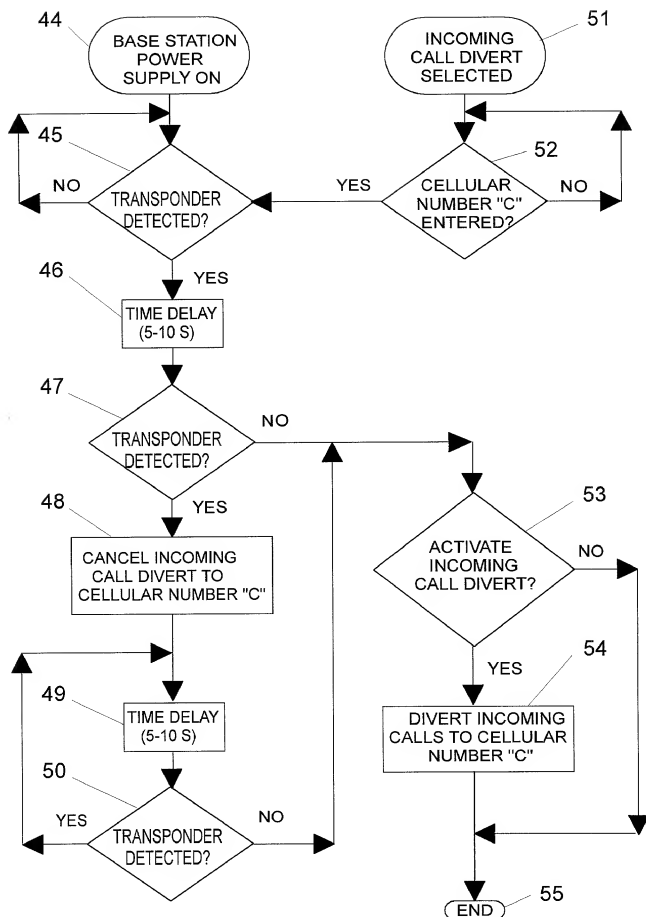 44
BASE STATION
POWER
SUPPLY ON
51
INCOMING
CALL DIVERT
SELECTED
45
TRANSPONDER
DETECTED?
NO
YES
52
CELLULAR
NUMBER "C"
ENTERED?
NO
YES
46
TIME DELAY
(5-10 S)
47
TRANSPONDER
DETECTED?
NO
YES
48
CANCEL INCOMING
CALL DIVERT TO
CELLULAR NUMBER "C"
49
TIME DELAY
(5-10 S)
50
TRANSPONDER
DETECTED?
YES
NO
53
ACTIVATE
INCOMING
CALL DIVERT?
NO
YES
54
DIVERT INCOMING
CALLS TO CELLULAR
NUMBER "C"
END
55